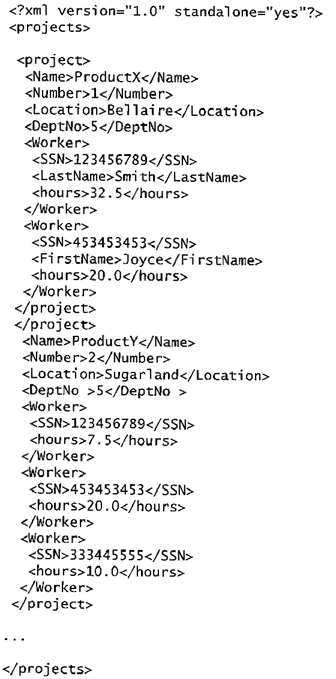 <?xml version="1.0" standalone="yes"?>
<projects>
<project>
<Name>ProductX</Name>
<Number>1</Number>
<Location>Bellaire</Location>
<DeptNo>5</DeptNo>
<Worker>
<SSN>123456789</SSN>
<LastName>Smith</LastName>
<hours>32.5</hours>
</Worker>
<Worker>
<SSN>453453453</SSN>
<FirstName>Joyce</FirstName>
<hours>20.0</hours>
</Worker>
</project>
</project>
<Name>ProductY</Name>
<Number>2</Number>
<Location>Sugarland</Location>
<DeptNo >5</DeptNo >
<Worker>
<SSN>123456789</SSN>
<hours>7.5</hours>
</Worker>
<Worker>
<SSN>453453453</SSN>
<hours>20.0</hours>
</Worker>
<Worker>
<SSN>333445555</SSN>
<hours>10.0</hours>
</Worker>
</project>
...
</projects>